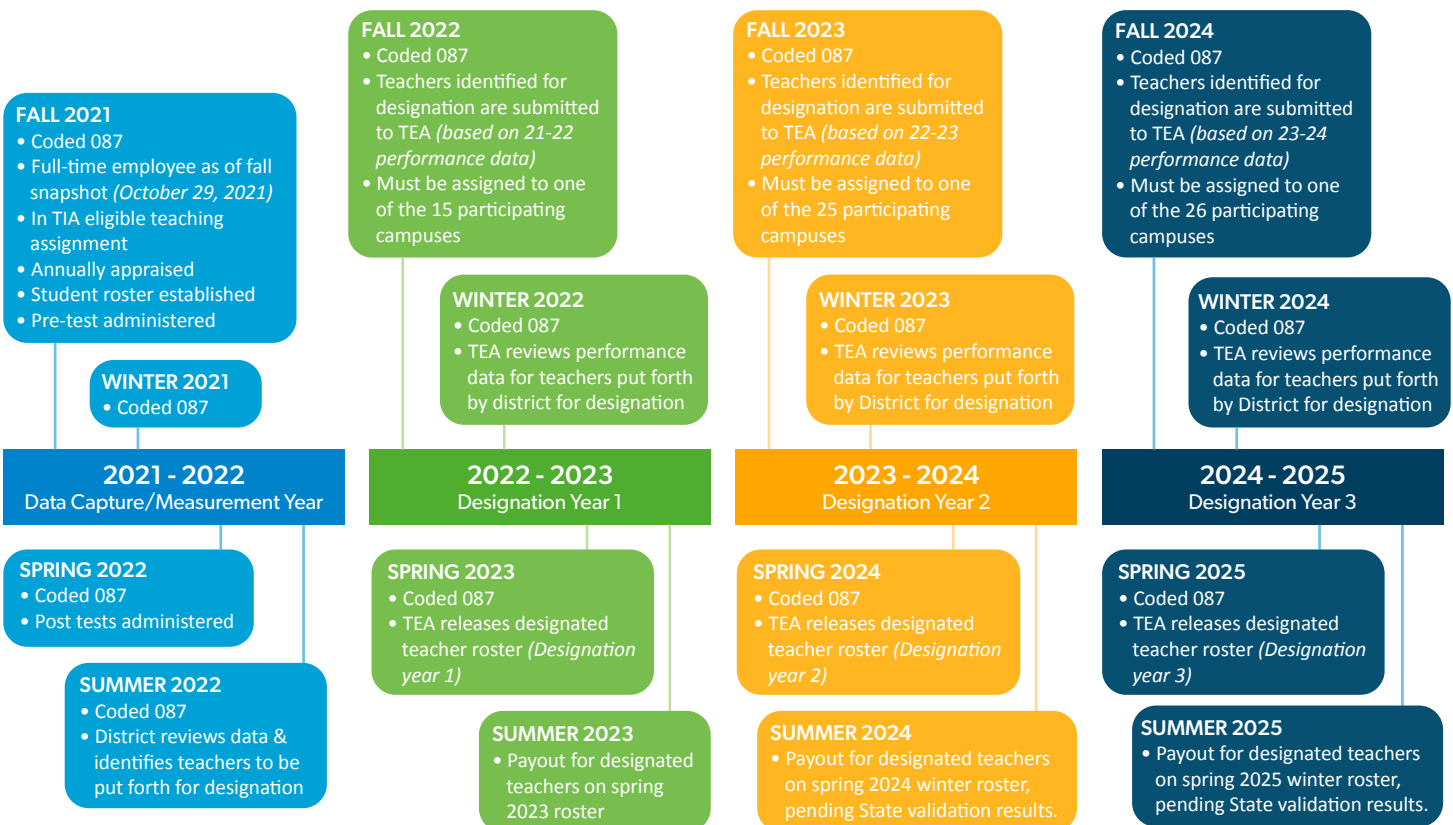 FALL 2021
• Coded 087
• Full-time employee as of fall
snapshot (October 29, 2021)
• In TIA eligible teaching
assignment
• Annually appraised
• Student roster established
• Pre-test administered
WINTER 2021
• Coded 087
2021 - 2022
Data Capture/Measurement Year
SPRING 2022
• Coded 087
• Post tests administered
SUMMER 2022
• Coded 087
• District reviews data &
identifies teachers to be
put forth for designation
FALL 2022
• Coded 087
• Teachers identified for
designation are submitted
to TEA (based on 21-22
performance data)
• Must be assigned to one
of the 15 participating
campuses
WINTER 2022
• Coded 087
• TEA reviews performance
data for teachers put forth
by district for designation
2022 - 2023
Designation Year 1
SPRING 2023
• Coded 087
• TEA releases designated
teacher roster (Designation
year 1)
SUMMER 2023
• Payout for designated
teachers on spring
2023 roster
FALL 2023
• Coded 087
• Teachers identified for
designation are submitted
to TEA (based on 22-23
performance data)
• Must be assigned to one
of the 25 participating
campuses
WINTER 2023
• Coded 087
• TEA reviews performance
data for teachers put forth
by District for designation
2023 - 2024
Designation Year 2
SPRING 2024
• Coded 087
• TEA releases designated
teacher roster (Designation
year 2)
SUMMER 2024
• Payout for designated teachers
on spring 2024 winter roster,
pending State validation results.
FALL 2024
• Coded 087
• Teachers identified for
designation are submitted
to TEA (based on 23-24
performance data)
• Must be assigned to one
of the 26 participating
campuses
WINTER 2024
• Coded 087
• TEA reviews performance
data for teachers put forth
by District for designation
2024 - 2025
Designation Year 3
SPRING 2025
• Coded 087
• TEA releases designated
teacher roster (Designation
year 3)
SUMMER 2025
• Payout for designated teachers
on spring 2025 winter roster,
pending State validation results.